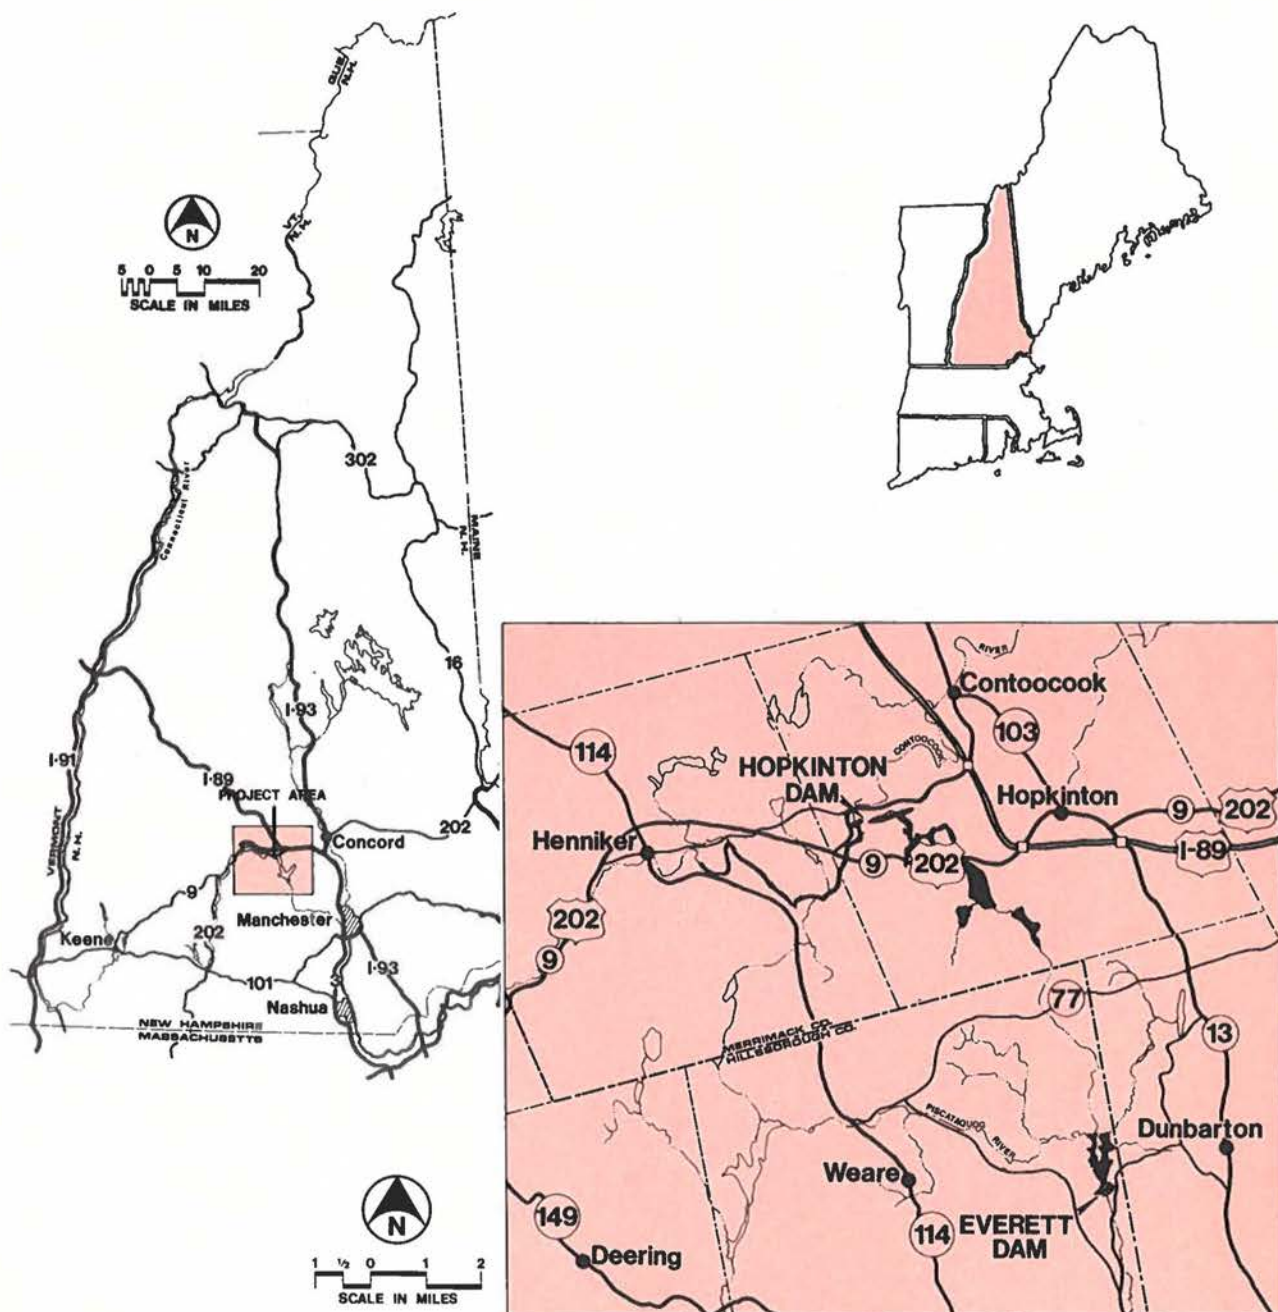 QUE.
N.H.
VT.
N.H.
N
5 0 5 10 20
SCALE IN MILES
302
Connecticut River
MAINE
N.H.
16
I-93
I-91
I-89
PROJECT AREA
202
Concord
VERMONT
N.H.
9
Manchester
Keene
202
I-93
101
3
Nashua
NEW HAMPSHIRE
MASSACHUSETTS
N
1 1/2 0 1 2
SCALE IN MILES
RIVER
Contoocook
114
103
CONTOOCOOK
HOPKINTON
DAM
Hopkinton
9
202
Henniker
9
202
I-89
202
9
77
MERRIMACK CO.
HILLSBOROUGH CO.
13
PISCATAQUOG
RIVER
Dunbarton
Weare
149
114
EVERETT
DAM
Deering